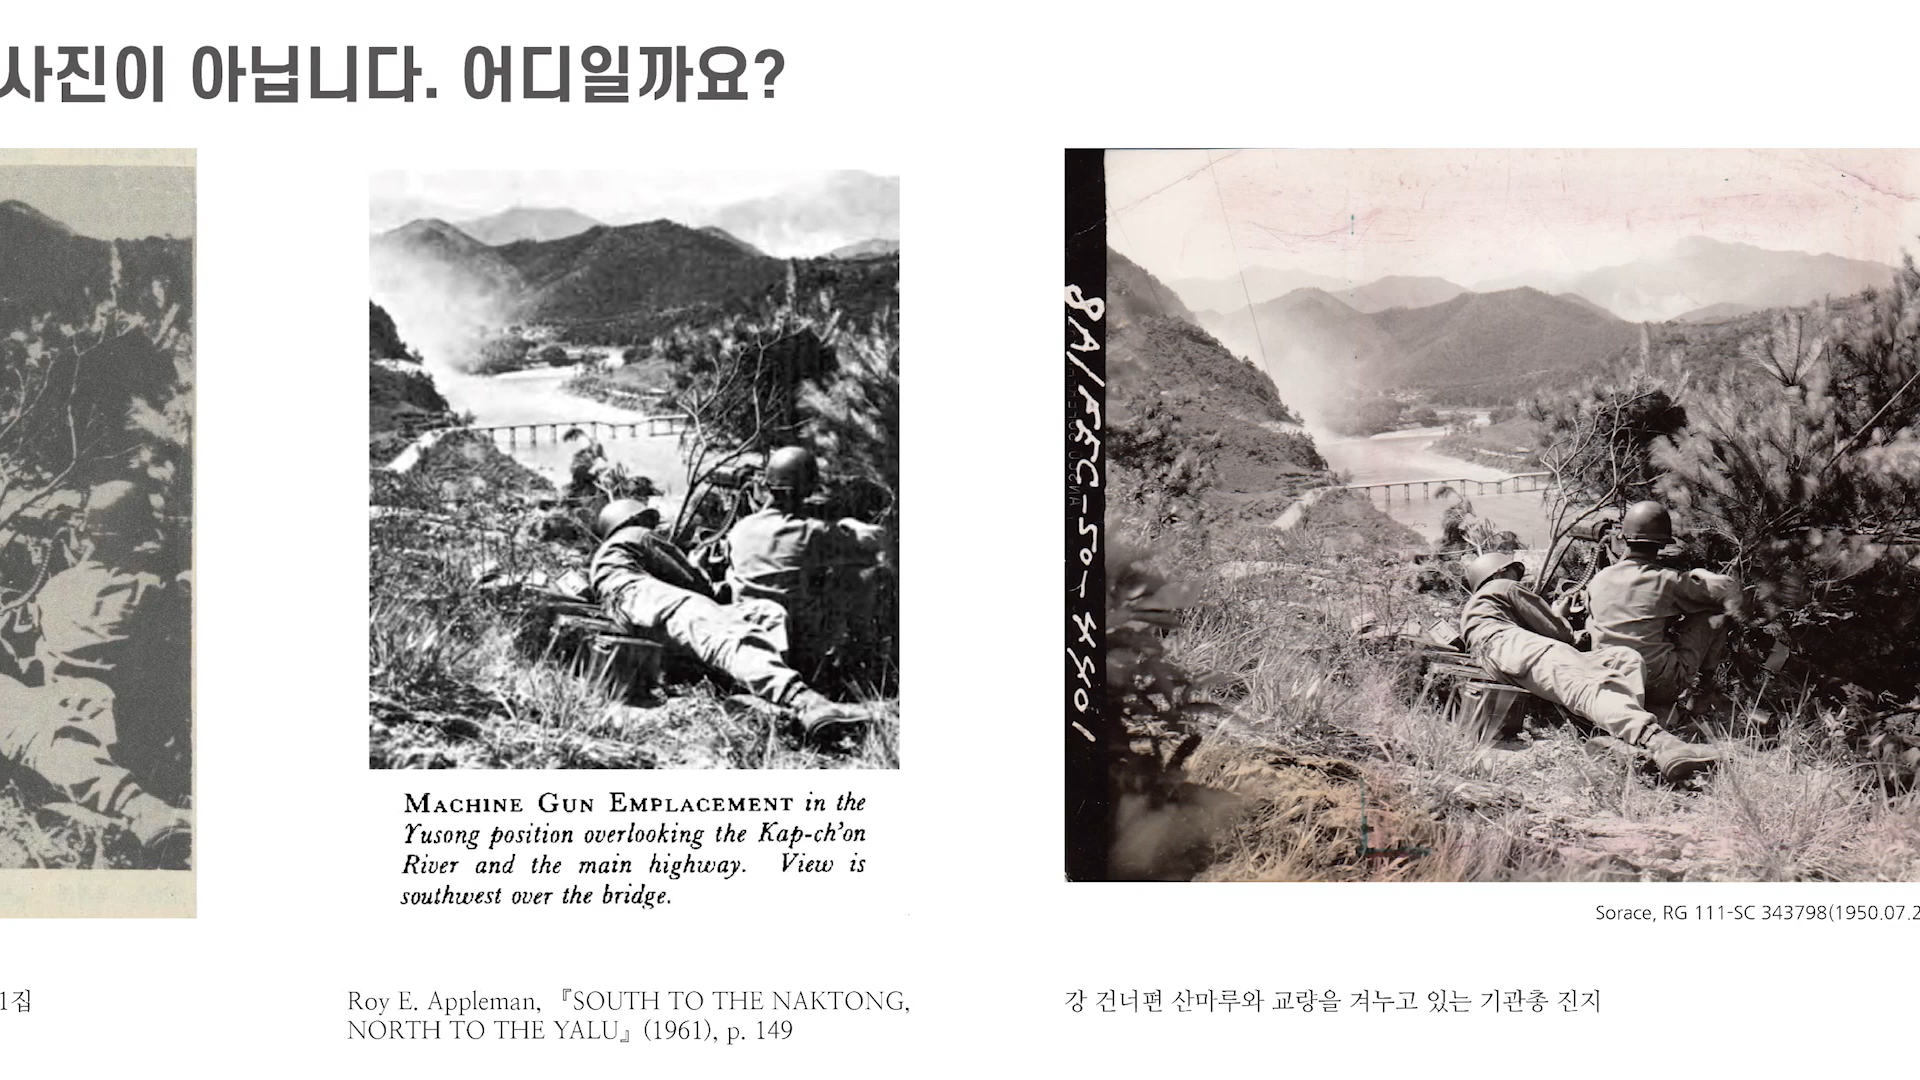 사진이 아닙니다. 어디일까요?
8A/FEC-50-4401
MACHINE GUN EMPLACEMENT in the
Yusong position overlooking the Kap-ch'on
River and the main highway. View is
southwest over the bridge.
Sorace, RG 111-SC 343798(1950.07.2
1집
Roy E. Appleman, 『SOUTH TO THE NAKTONG,
NORTH TO THE YALU』(1961), p. 149
강 건너편 산마루와 교량을 겨누고 있는 기관총 진지